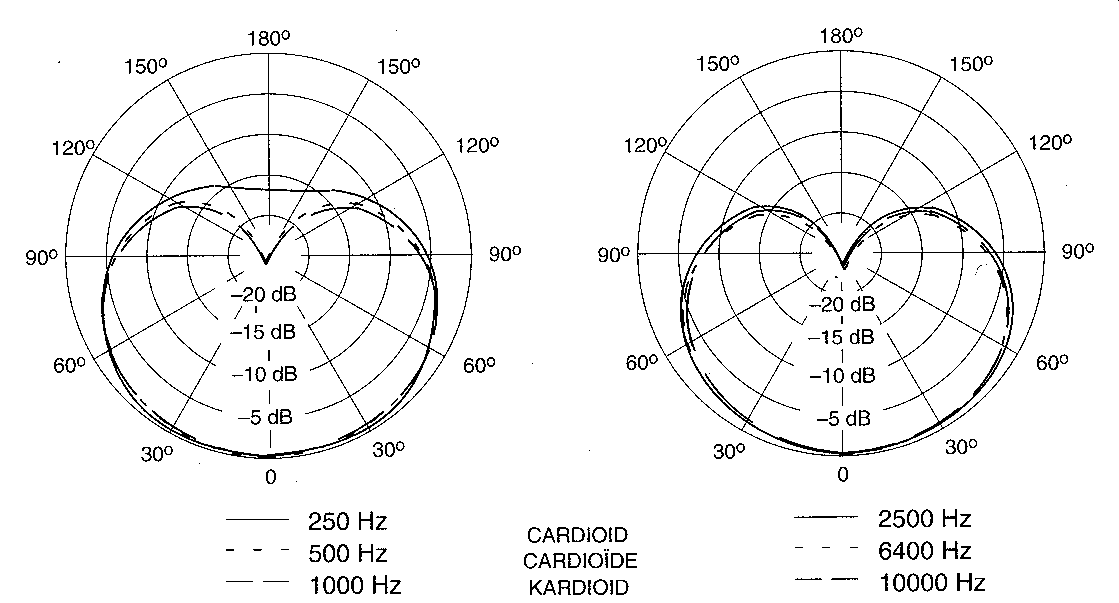 180º
150º 150º
120º 120º
90º 90º
–20 dB
–15 dB
60º 60º
–10 dB
–5 dB
30º 30º
0
250 Hz
500 Hz
1000 Hz
180º
150º 150º
120º 120º
90º 90º
–20 dB
–15 dB
60º 60º
–10 dB
–5 dB
30º 30º
0
2500 Hz
6400 Hz
10000 Hz
CARDIOID
CARDIOÏDE
KARDIOID